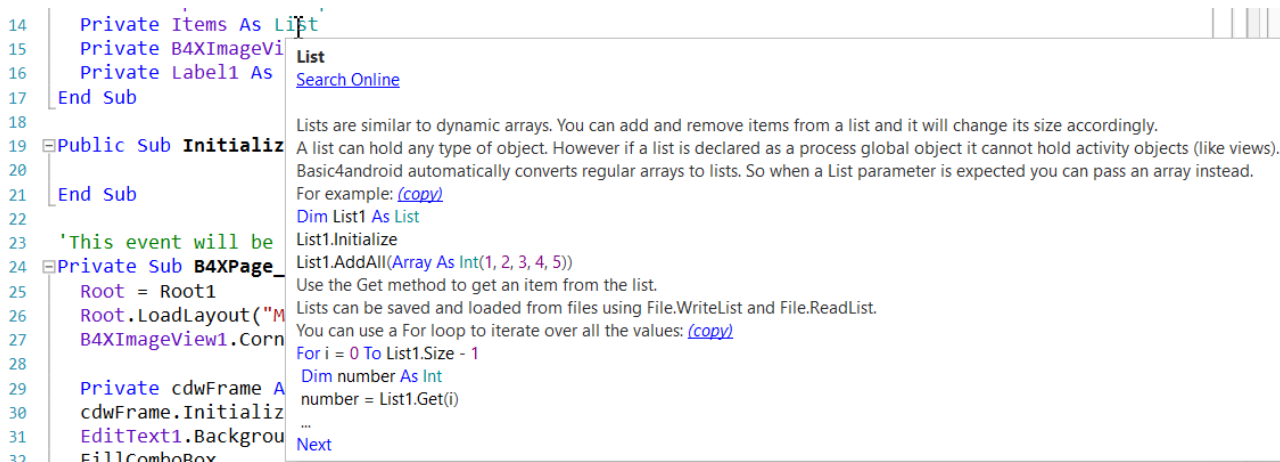 14 Private Items As List
15 Private B4XImageVi
16 Private Label1 As
17 End Sub
18
19 Public Sub Initializ
20
21 End Sub
22
23 'This event will be
24 Private Sub B4XPage_
25 Root = Root1
26 Root.LoadLayout("M
27 B4XImageView1.Corn
28
29 Private cdwFrame A
30 cdwFrame.Initializ
31 EditText1.Backgrou
32 FillComboBox
List
Search Online
Lists are similar to dynamic arrays. You can add and remove items from a list and it will change its size accordingly.
A list can hold any type of object. However if a list is declared as a process global object it cannot hold activity objects (like views).
Basic4android automatically converts regular arrays to lists. So when a List parameter is expected you can pass an array instead.
For example: (copy)
Dim List1 As List
List1.Initialize
List1.AddAll(Array As Int(1, 2, 3, 4, 5))
Use the Get method to get an item from the list.
Lists can be saved and loaded from files using File.WriteList and File.ReadList.
You can use a For loop to iterate over all the values: (copy)
For i = 0 To List1.Size - 1
Dim number As Int
number = List1.Get(i)
...
Next